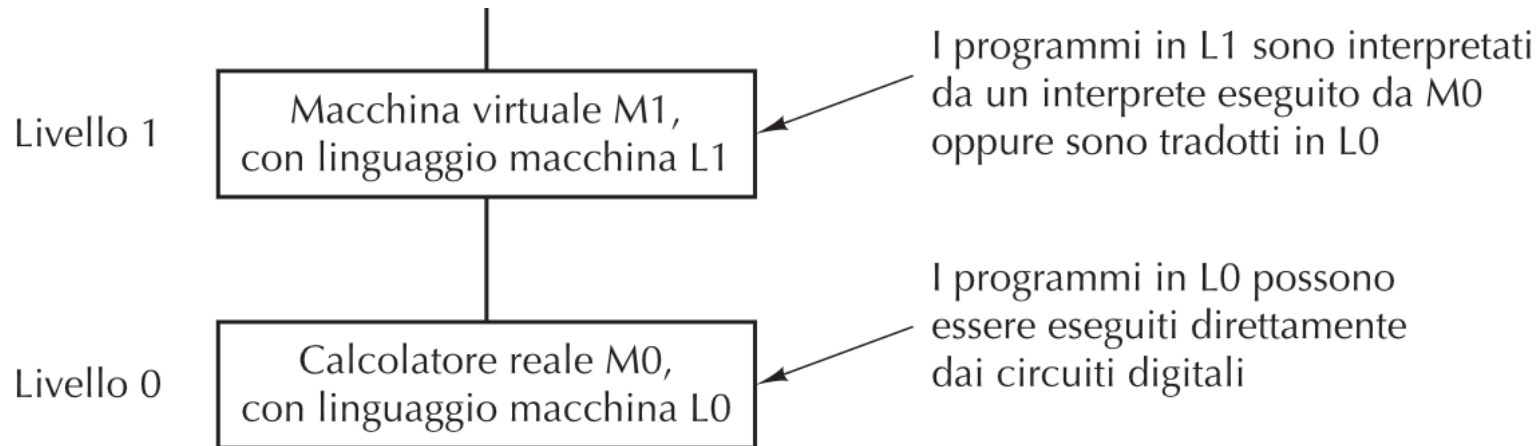 Livello 1
Macchina virtuale M1,
con linguaggio macchina L1
I programmi in L1 sono interpretati
da un interprete eseguito da M0
oppure sono tradotti in L0
Livello 0
Calcolatore reale M0,
con linguaggio macchina L0
I programmi in L0 possono
essere eseguiti direttamente
dai circuiti digitali